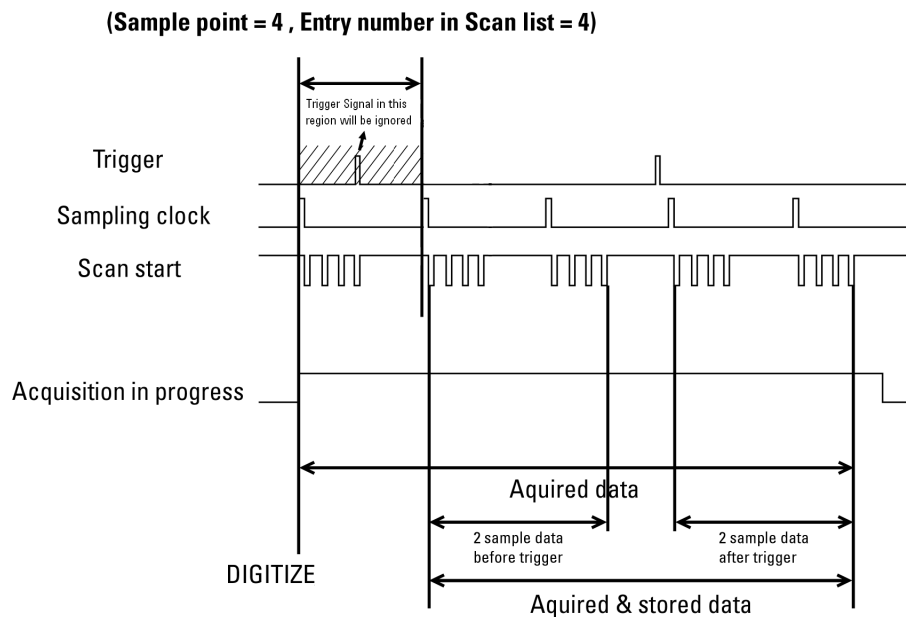 (Sample point = 4 , Entry number in Scan list = 4)
Trigger Signal in this
region will be ignored
Trigger
Sampling clock
Scan start
Acquisition in progress
Aquired data
2 sample data
before trigger
2 sample data
after trigger
DIGITIZE
Aquired & stored data